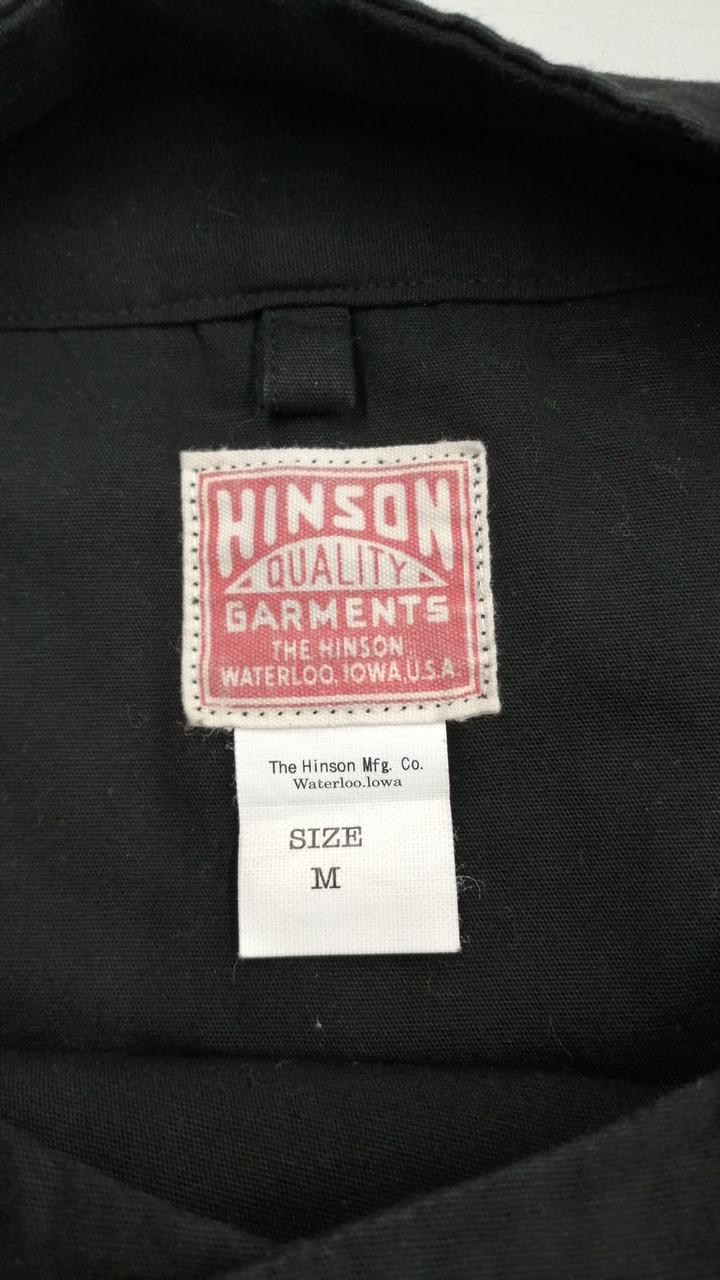 HINSON
QUALITY
GARMENTS
THE HINSON.
WATERLOO, IOWA, U.S.A.
The Hinson Mfg. Co.
Waterloo.Iowa
SIZE
M